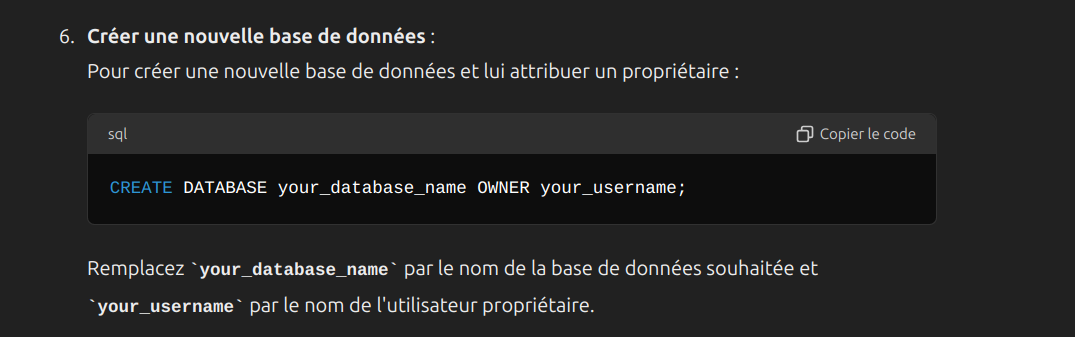 6. Créer une nouvelle base de données :
Pour créer une nouvelle base de données et lui attribuer un propriétaire :
sql
Copier le code
CREATE DATABASE your_database_name OWNER your_username;
Remplacez `your_database_name` par le nom de la base de données souhaitée et
`your_username` par le nom de l'utilisateur propriétaire.